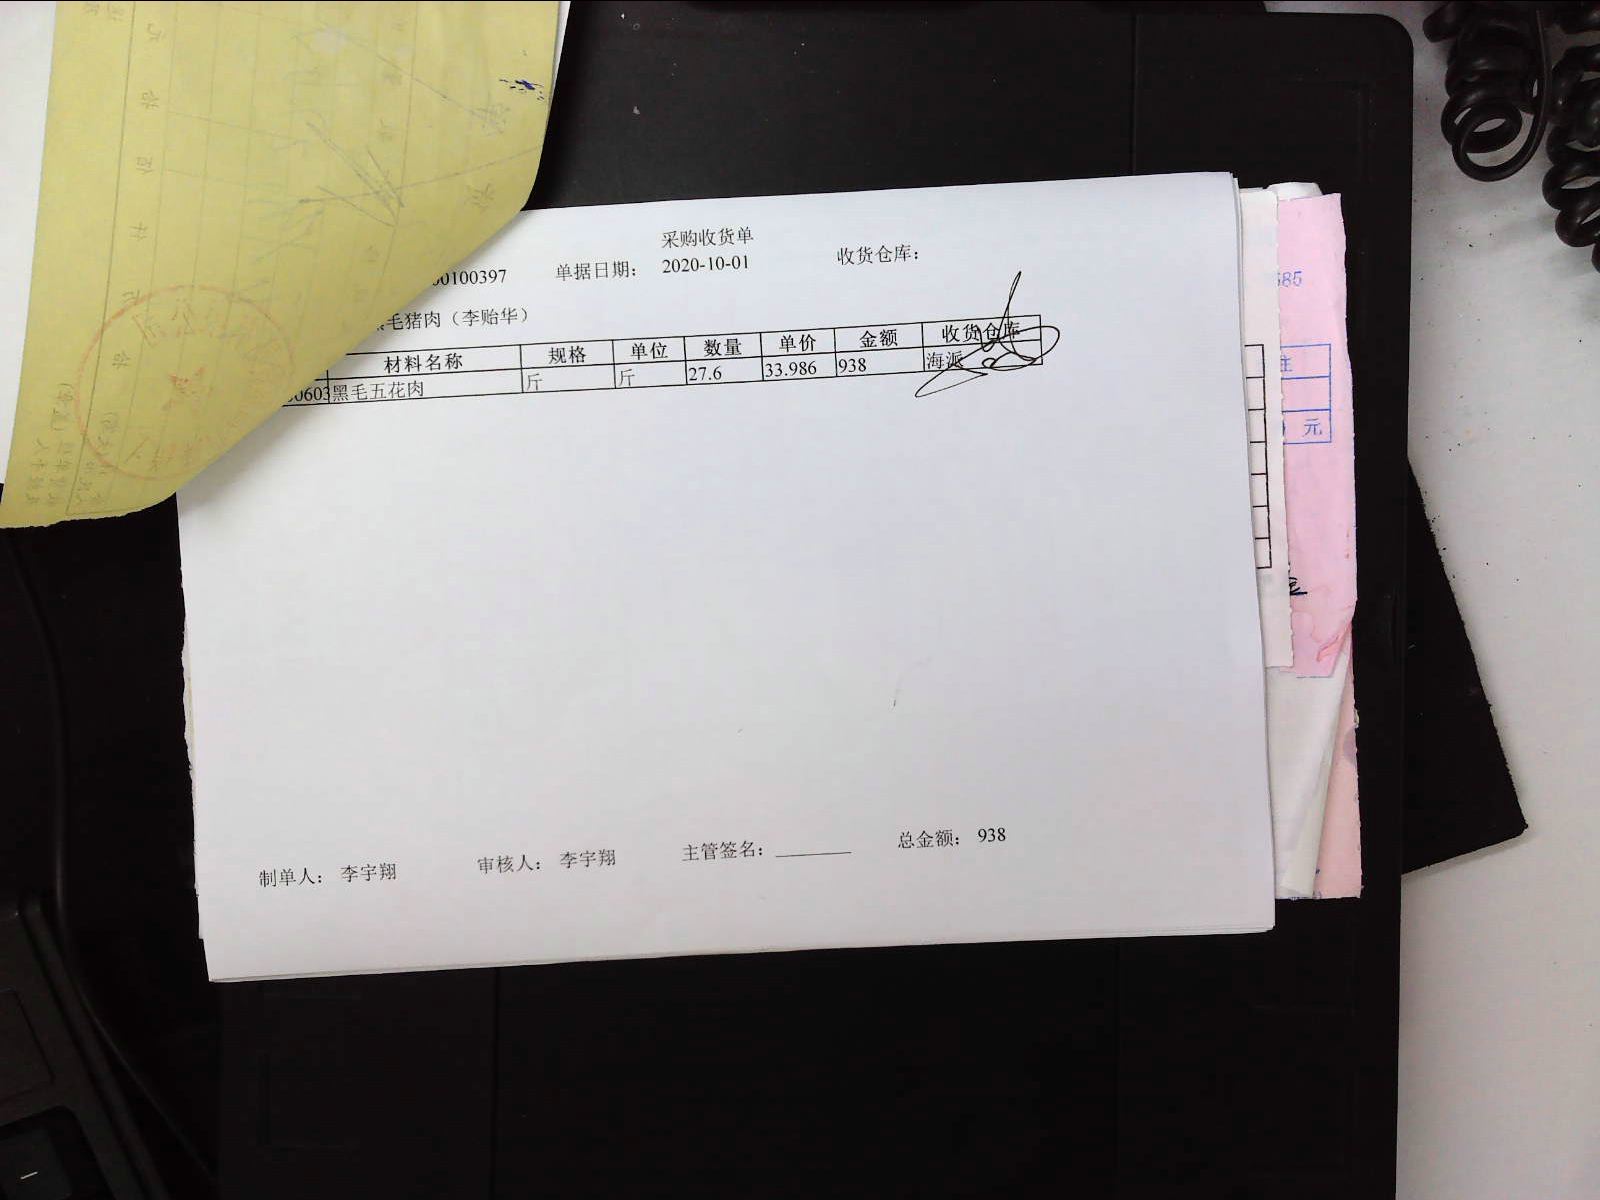 采购收货单
00100397 单据日期： 2020-10-01 收货仓库：
毛猪肉（李贻华）
材料名称 规格 单位 数量 单价 金额 收货仓库
0603 黑毛五花肉 斤 斤 27.6 33.986 938 海派
制单人： 李宇翔 审核人： 李宇翔 主管签名： 总金额： 938
585
注
元